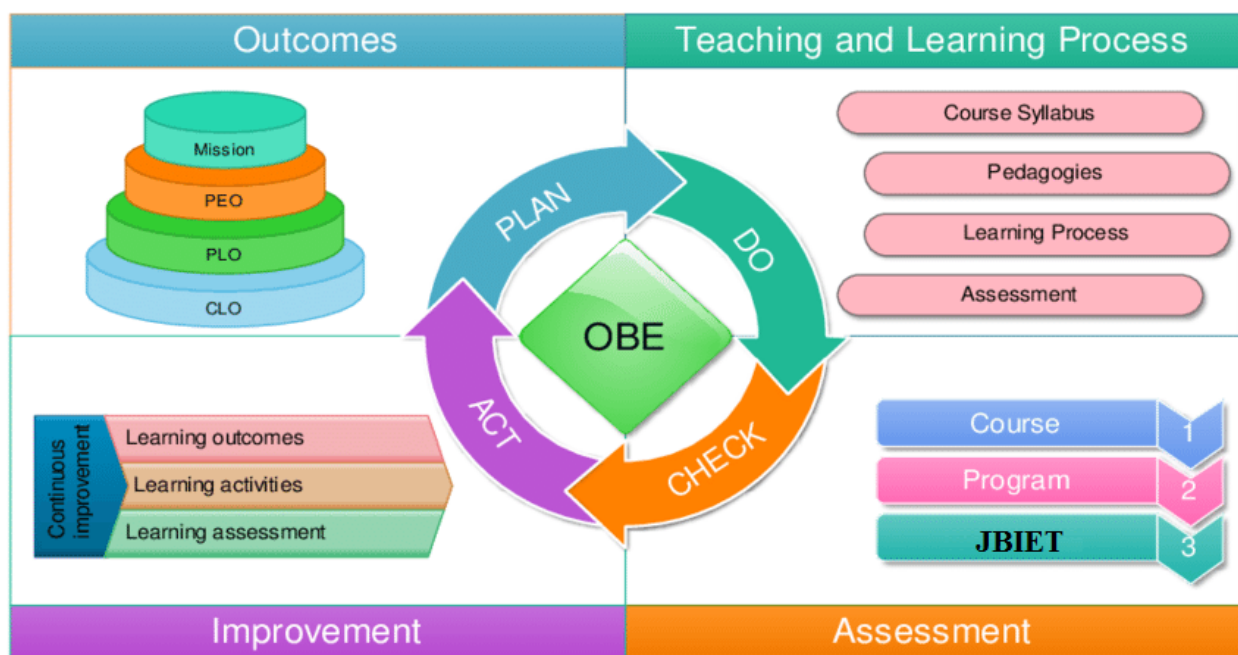 Outcomes
Teaching and Learning Process
Mission
PEO
PLO
CLO
Course Syllabus
Pedagogies
Learning Process
Assessment
PLAN
DO
CHECK
ACT
OBE
Continuous
improvement
Learning outcomes
Learning activities
Learning assessment
Course 1
Program 2
JBIET 3
Improvement
Assessment